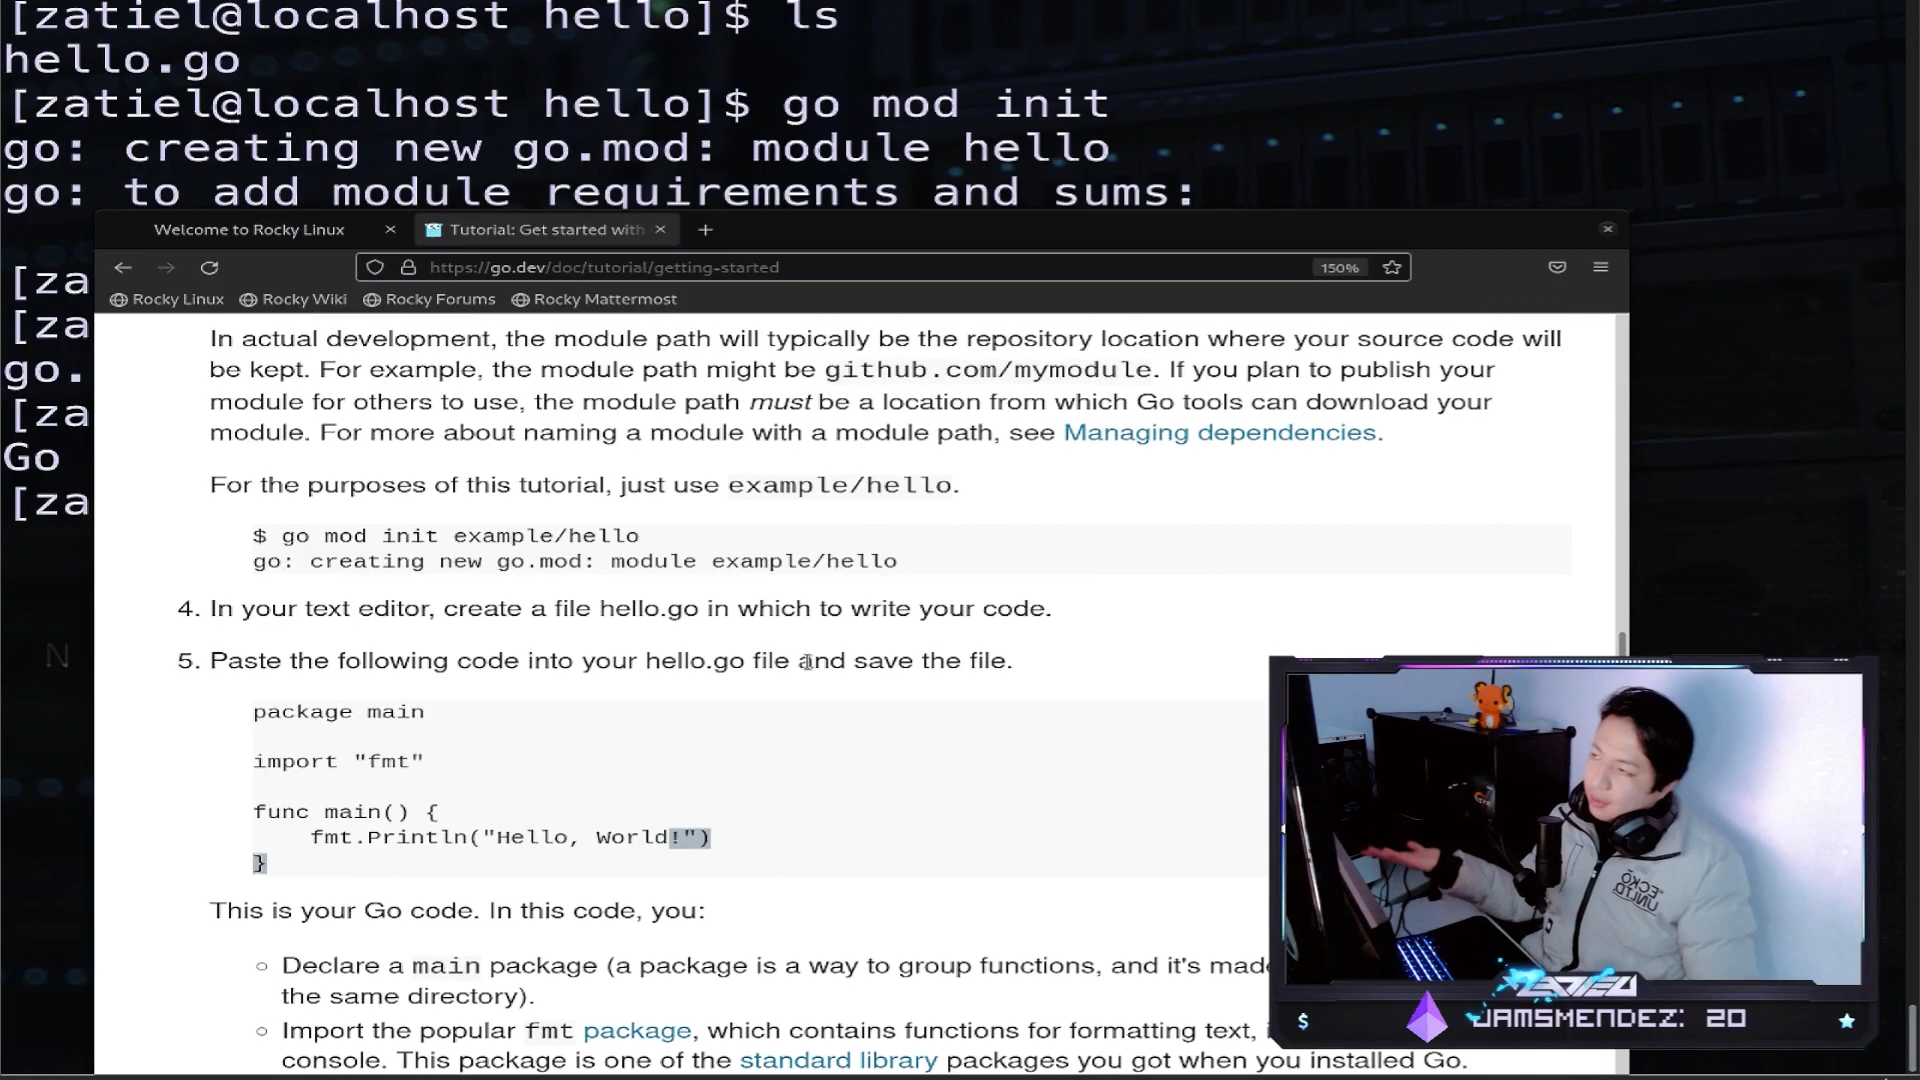 [zatiel@localhost hello]$ ls
hello.go
[zatiel@localhost hello]$ go mod init
go: creating new go.mod: module hello
go: to add module requirements and sums:
Welcome to Rocky Linux
Tutorial: Get started with
https://go.dev/doc/tutorial/getting-started
150%
Rocky Linux
Rocky Wiki
Rocky Forums
Rocky Mattermost
[za
[za
go.
[za
Go
[za
In actual development, the module path will typically be the repository location where your source code will
be kept. For example, the module path might be github.com/mymodule. If you plan to publish your
module for others to use, the module path must be a location from which Go tools can download your
module. For more about naming a module with a module path, see Managing dependencies.
For the purposes of this tutorial, just use example/hello.
$ go mod init example/hello
go: creating new go.mod: module example/hello
4. In your text editor, create a file hello.go in which to write your code.
5. Paste the following code into your hello.go file and save the file.
package main
import "fmt"
func main() {
fmt.Println("Hello, World!")
}
This is your Go code. In this code, you:
Declare a main package (a package is a way to group functions, and it's made
the same directory).
Import the popular fmt package, which contains functions for formatting text, i
console. This package is one of the standard library packages you got when you installed Go.
N
ECKŌ
UNLTD
$
JAMSMENDEZ: 20